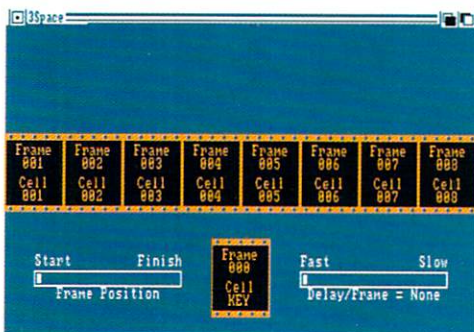 3Space
Frame Frame Frame Frame Frame Frame Frame Frame
001 002 003 004 005 006 007 008
Cell Cell Cell Cell Cell Cell Cell Cell
001 002 003 004 005 006 007 008
Start Finish
Frame Position
Frame
000
Cell
KEY
Fast Slow
Delay/Frame = None